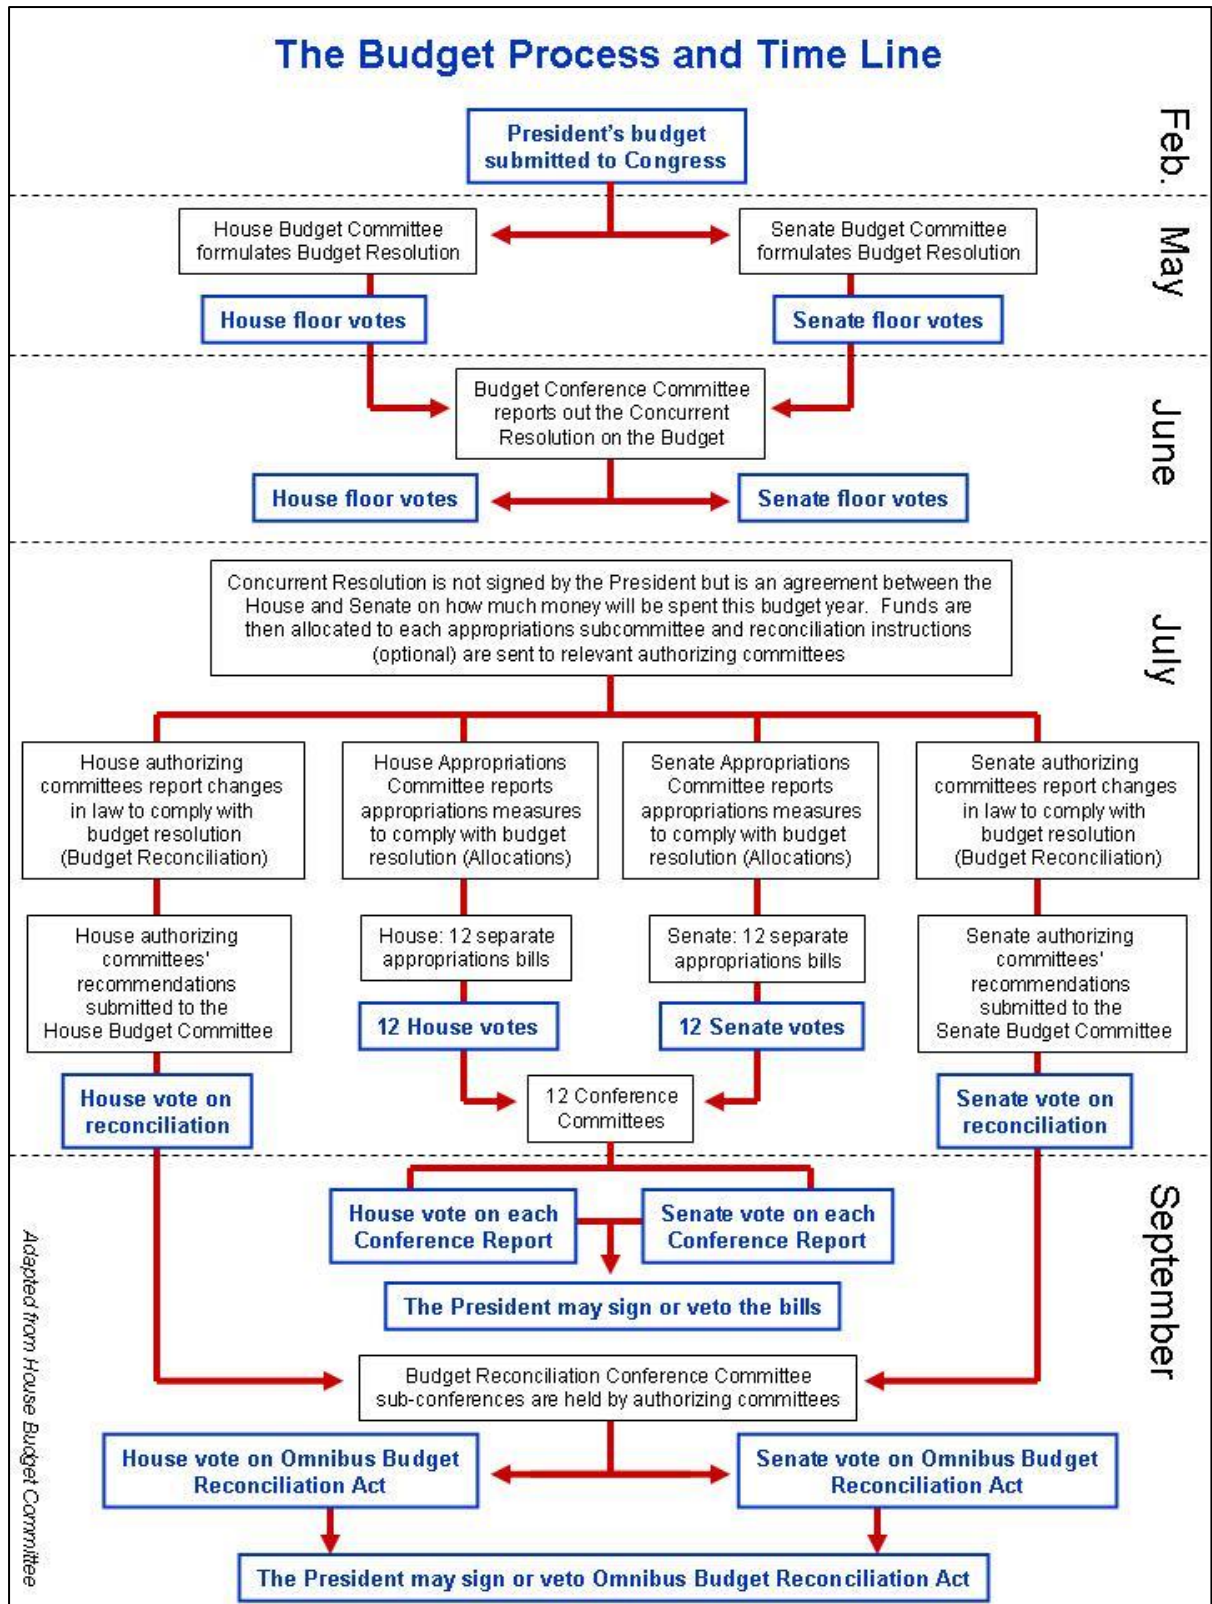 The Budget Process and Time Line
Feb.
President's budget
submitted to Congress
May
House Budget Committee
formulates Budget Resolution
Senate Budget Committee
formulates Budget Resolution
House floor votes
Senate floor votes
June
Budget Conference Committee
reports out the Concurrent
Resolution on the Budget
House floor votes
Senate floor votes
July
Concurrent Resolution is not signed by the President but is an agreement between the
House and Senate on how much money will be spent this budget year. Funds are
then allocated to each appropriations subcommittee and reconciliation instructions
(optional) are sent to relevant authorizing committees
House authorizing
committees report changes
in law to comply with
budget resolution
(Budget Reconciliation)
House Appropriations
Committee reports
appropriations measures
to comply with budget
resolution (Allocations)
Senate Appropriations
Committee reports
appropriations measures
to comply with budget
resolution (Allocations)
Senate authorizing
committees report changes
in law to comply with
budget resolution
(Budget Reconciliation)
House authorizing
committees'
recommendations
submitted to the
House Budget Committee
House: 12 separate
appropriations bills
Senate: 12 separate
appropriations bills
Senate authorizing
committees'
recommendations
submitted to the
Senate Budget Committee
12 House votes
12 Senate votes
House vote on
reconciliation
12 Conference
Committees
Senate vote on
reconciliation
September
House vote on each
Conference Report
Senate vote on each
Conference Report
The President may sign or veto the bills
Budget Reconciliation Conference Committee
sub-conferences are held by authorizing committees
House vote on Omnibus Budget
Reconciliation Act
Senate vote on Omnibus Budget
Reconciliation Act
The President may sign or veto Omnibus Budget Reconciliation Act
Adapted from House Budget Committee